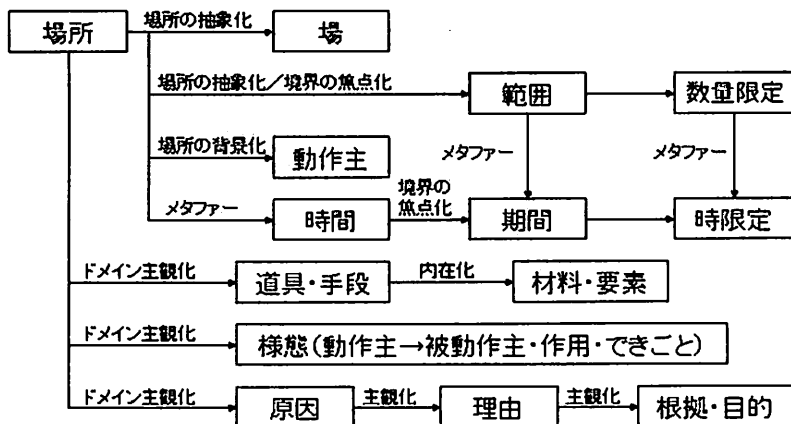 場所の抽象化
場所
場
場所の抽象化/境界の焦点化
範囲
数量限定
場所の背景化
動作主
メタファー
メタファー
メタファー
境界の
焦点化
時間
期間
時限定
ドメイン主観化
道具・手段
内在化
材料・要素
ドメイン主観化
様態(動作主→被動作主・作用・できごと)
ドメイン主観化
原因
主観化
理由
主観化
根拠・目的